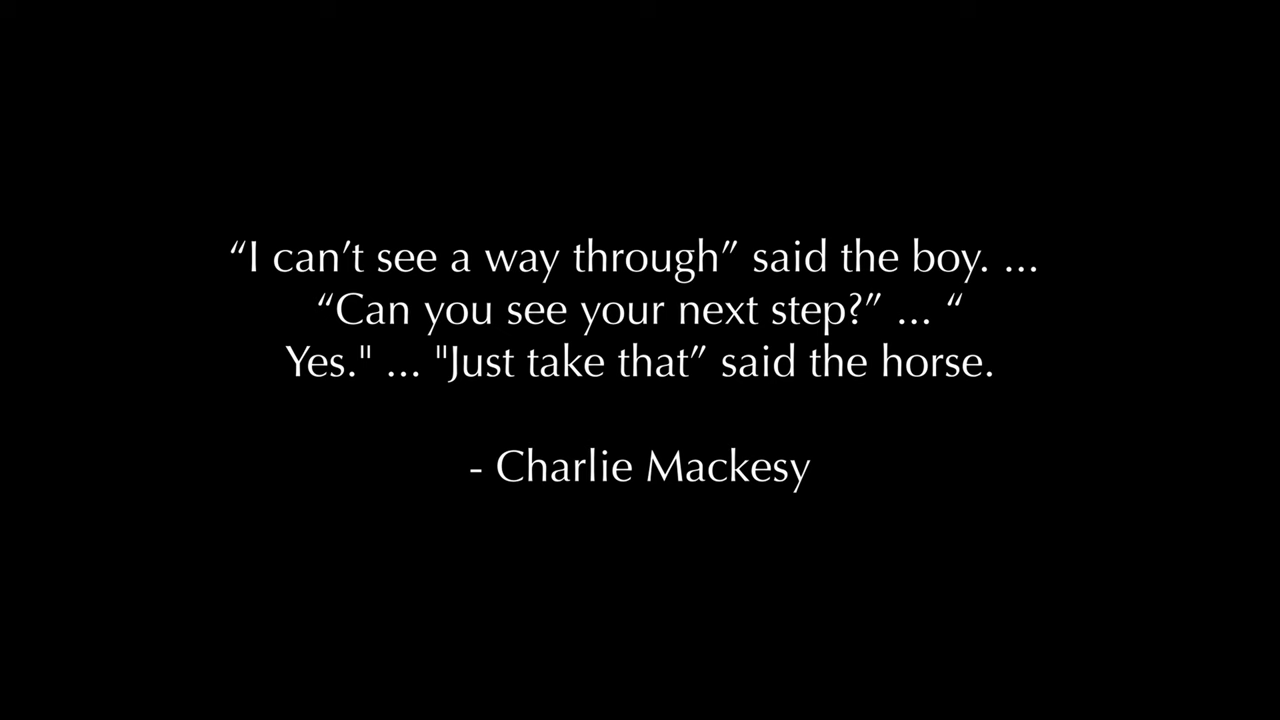 “I can’t see a way through” said the boy. ...
“Can you see your next step?” ... “
Yes." ... "Just take that” said the horse.
- Charlie Mackesy